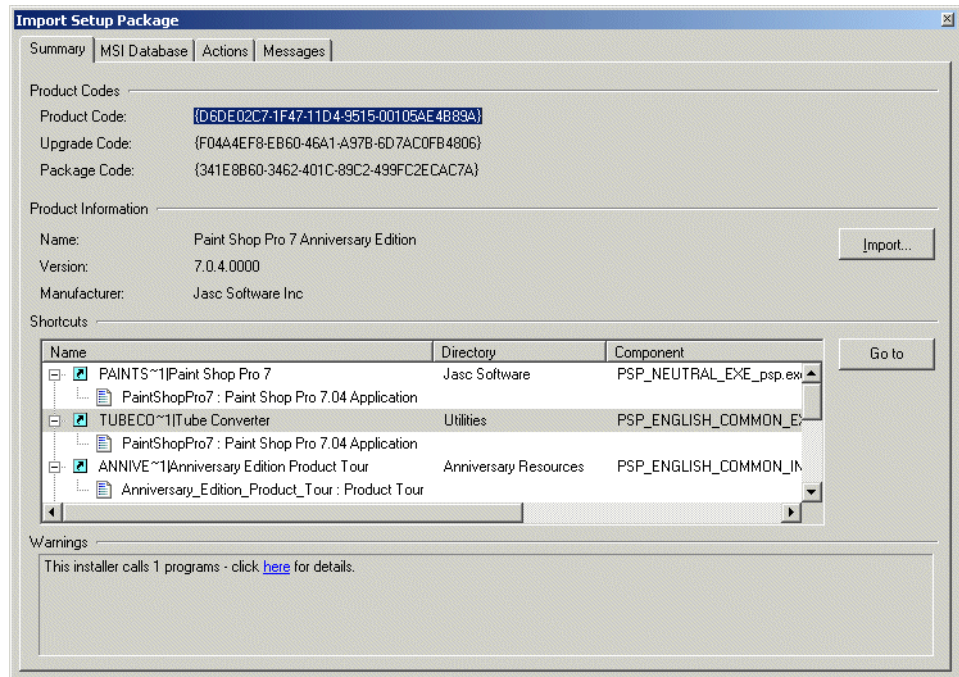 Import Setup Package
Summary MSI Database Actions Messages
Product Codes
Product Code: {D6DE02C7-1F47-11D4-9515-00105AE4B89A}
Upgrade Code: {F04A4EF8-EB60-46A1-A97B-6D7AC0FB4806}
Package Code: {341E8B60-3462-401C-89C2-499FC2ECAC7A}
Product Information
Name: Paint Shop Pro 7 Anniversary Edition
Import...
Version: 7.0.4.0000
Manufacturer: Jasc Software Inc
Shortcuts
Name Directory Component
Go to
PAINTS~1|Paint Shop Pro 7 Jasc Software PSP_NEUTRAL_EXE_psp.exe
PaintShopPro7 : Paint Shop Pro 7.04 Application
TUBECO~1|Tube Converter Utilities PSP_ENGLISH_COMMON_EX
PaintShopPro7 : Paint Shop Pro 7.04 Application
ANNIVE~1|Anniversary Edition Product Tour Anniversary Resources PSP_ENGLISH_COMMON_IN
Anniversary_Edition_Product_Tour : Product Tour
Warnings
This installer calls 1 programs - click here for details.